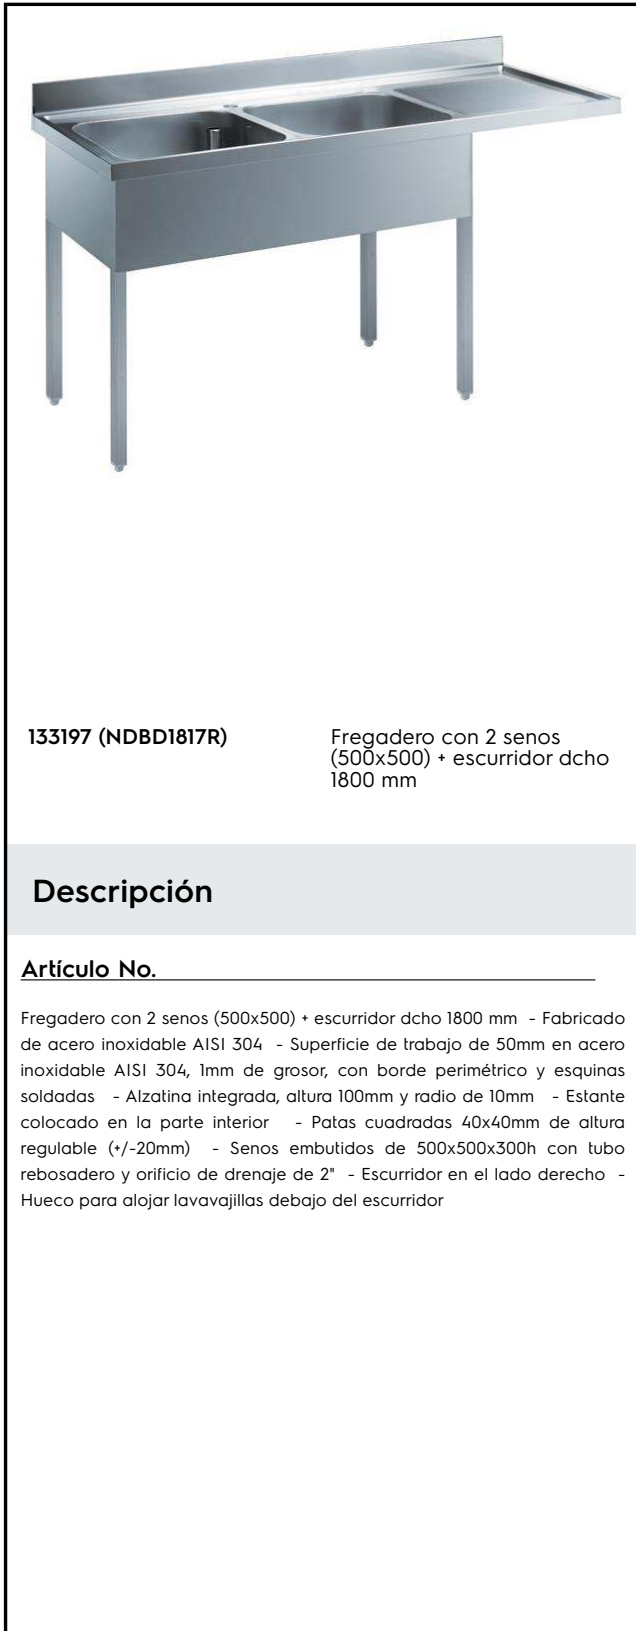 133197 (NDBD1817R)
Fregadero con 2 senos
(500x500) + escurridor dcho
1800 mm
Descripción
Artículo No.
Fregadero con 2 senos (500x500) + escurridor dcho 1800 mm - Fabricado
de acero inoxidable AISI 304 - Superficie de trabajo de 50mm en acero
inoxidable AISI 304, 1mm de grosor, con borde perimétrico y esquinas
soldadas - Alzatina integrada, altura 100mm y radio de 10mm - Estante
colocado en la parte interior - Patas cuadradas 40x40mm de altura
regulable (+/-20mm) - Senos embutidos de 500x500x300h con tubo
rebosadero y orificio de drenaje de 2" - Escurridor en el lado derecho -
Hueco para alojar lavavajillas debajo del escurridor